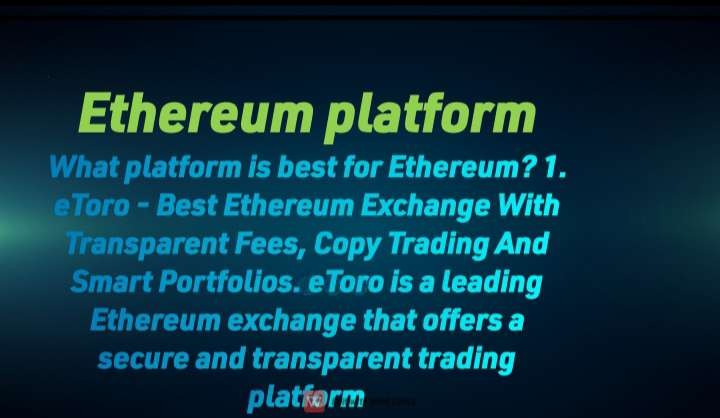 Ethereum platform
What platform is best for Ethereum? 1.
eToro - Best Ethereum Exchange With
Transparent Fees, Copy Trading And
Smart Portfolios. eToro is a leading
Ethereum exchange that offers a
secure and transparent trading
platform